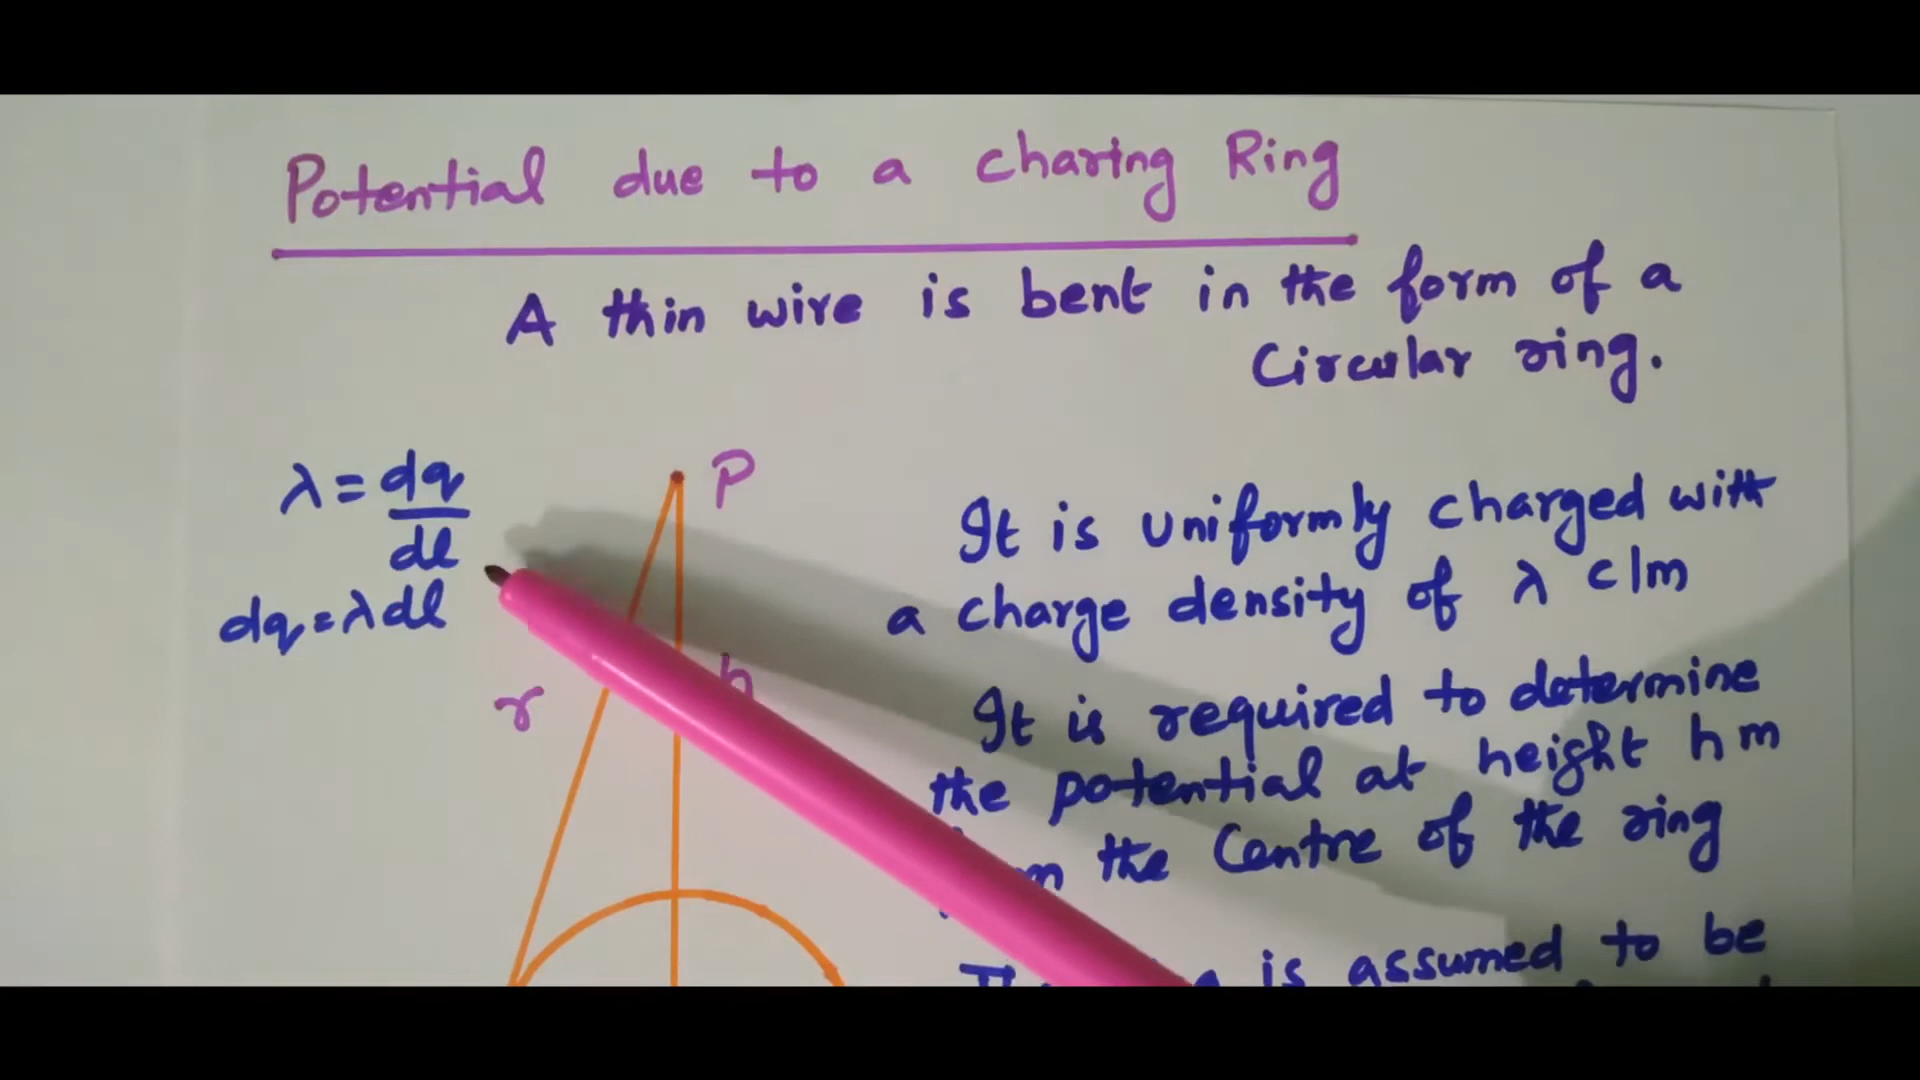 Potential due to a Charing Ring
A thin wire is bent in the form of a
Circular ring.
λ = dq
dl
dq = λ dl
P
r
h
It is uniformly charged with
a charge density of λ c/m
It is required to determine
the potential at height h m
the Centre of the ring
is assumed to be